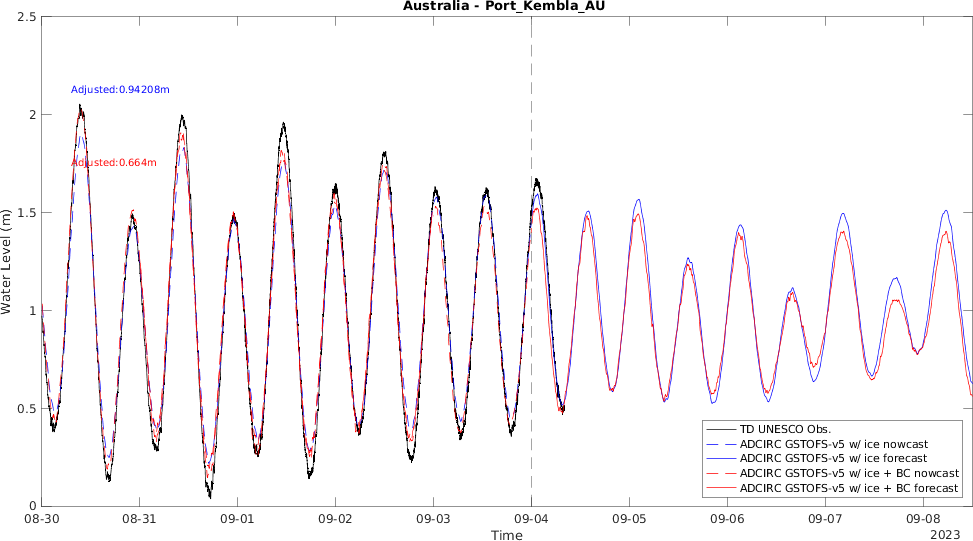 Australia - Port_Kembla_AU
2.5
2
1.5
1
0.5
0
Water Level (m)
Adjusted:0.94208m
Adjusted:0.664m
TD UNESCO Obs.
ADCIRC GSTOFS-v5 w/ ice nowcast
ADCIRC GSTOFS-v5 w/ ice forecast
ADCIRC GSTOFS-v5 w/ ice + BC nowcast
ADCIRC GSTOFS-v5 w/ ice + BC forecast
08-30 08-31 09-01 09-02 09-03 09-04 09-05 09-06 09-07 09-08
Time
2023